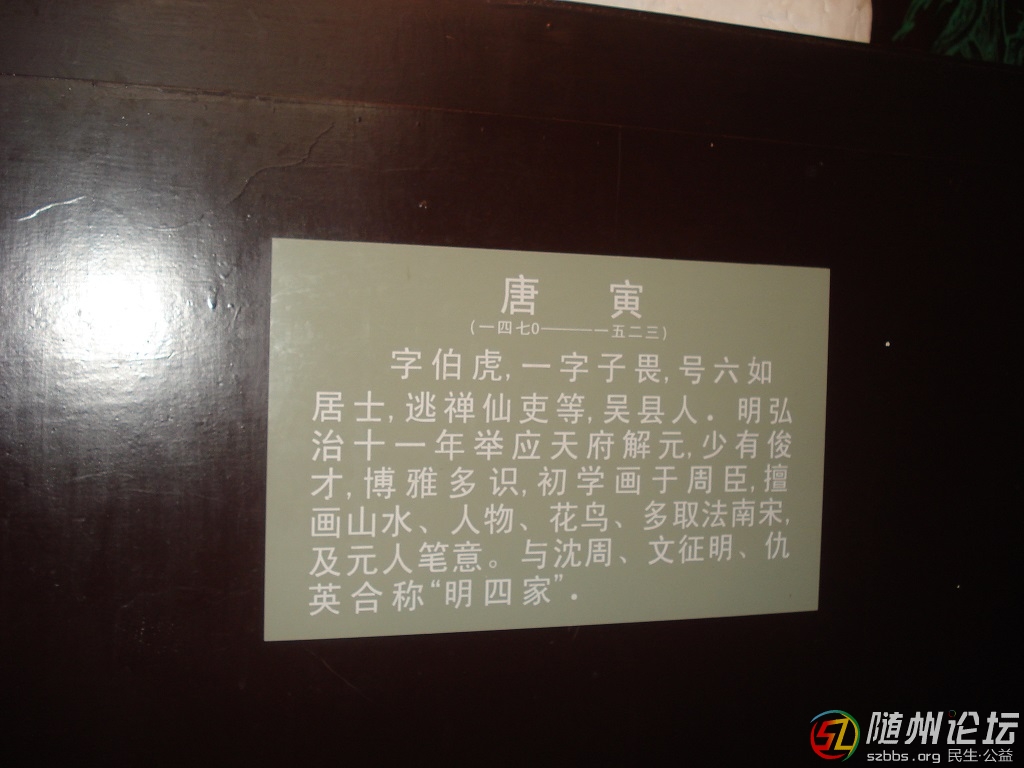 唐 寅
(一四七0——一五二三)
字伯虎,一字子畏,号六如
居士,逃禅仙吏等,吴县人.明弘
治十一年举应天府解元,少有俊
才,博雅多识,初学画于周臣,擅
画山水、人物、花鸟、多取法南宋,
及元人笔意。与沈周、文征明、仇
英合称“明四家”.
随州论坛
szbbs.org 民生·公益